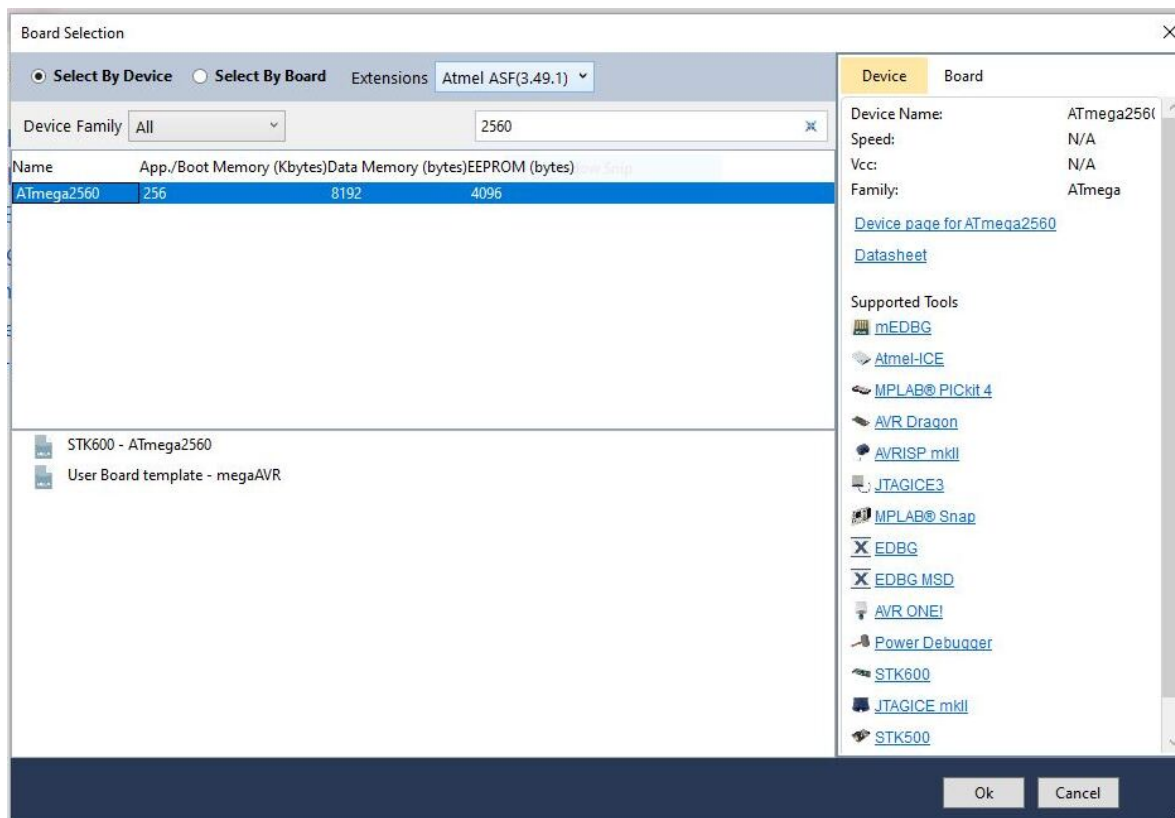 Board Selection
Select By Device Select By Board Extensions Atmel ASF(3.49.1)
Device Family All 2560
Name App./Boot Memory (Kbytes) Data Memory (bytes) EEPROM (bytes)
ATmega2560 256 8192 4096
STK600 - ATmega2560
User Board template - megaAVR
Device Board
Device Name: ATmega256
Speed: N/A
Vcc: N/A
Family: ATmega
Device page for ATmega2560
Datasheet
Supported Tools
mEDBG
Atmel-ICE
MPLAB® PICkit 4
AVR Dragon
AVRISP mkII
JTAGICE3
MPLAB® Snap
EDBG
EDBG MSD
AVR ONE!
Power Debugger
STK600
JTAGICE mkII
STK500
Ok Cancel